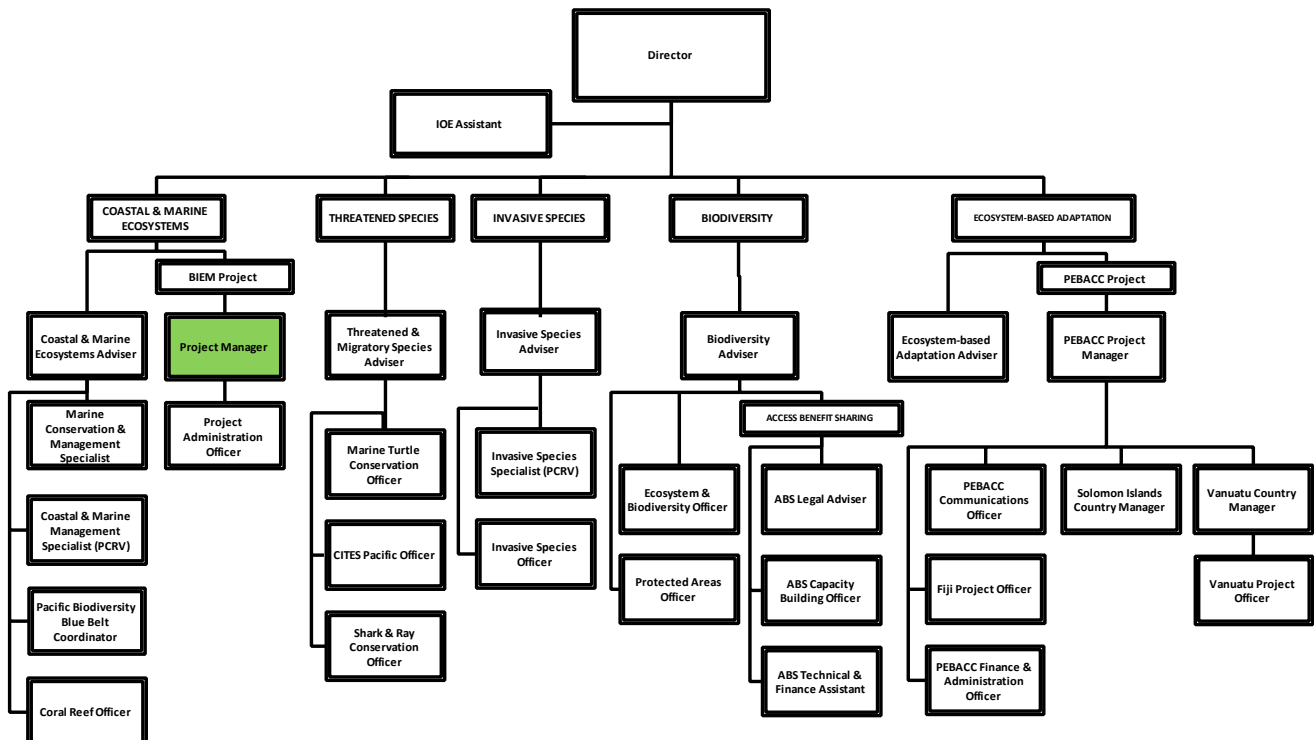 Director
IOE Assistant
COASTAL & MARINE
ECOSYSTEMS
THREATENED SPECIES
INVASIVE SPECIES
BIODIVERSITY
ECOSYSTEM-BASED ADAPTATION
BIEM Project
PEBACC Project
Coastal & Marine
Ecosystems Adviser
Project Manager
Threatened &
Migratory Species
Adviser
Invasive Species
Adviser
Biodiversity
Adviser
Ecosystem-based
Adaptation Adviser
PEBACC Project
Manager
Marine
Conservation &
Management
Specialist
Project
Administration
Officer
ACCESS BENEFIT SHARING
Marine Turtle
Conservation
Officer
Invasive Species
Specialist (PCRV)
Ecosystem &
Biodiversity Officer
ABS Legal Adviser
PEBACC
Communications
Officer
Solomon Islands
Country Manager
Vanuatu Country
Manager
Coastal & Marine
Management
Specialist (PCRV)
CITES Pacific Officer
Invasive Species
Officer
Protected Areas
Officer
ABS Capacity
Building Officer
Fiji Project Officer
Vanuatu Project
Officer
Pacific Biodiversity
Blue Belt
Coordinator
Shark & Ray
Conservation
Officer
ABS Technical &
Finance Assistant
PEBACC Finance &
Administration
Officer
Coral Reef Officer